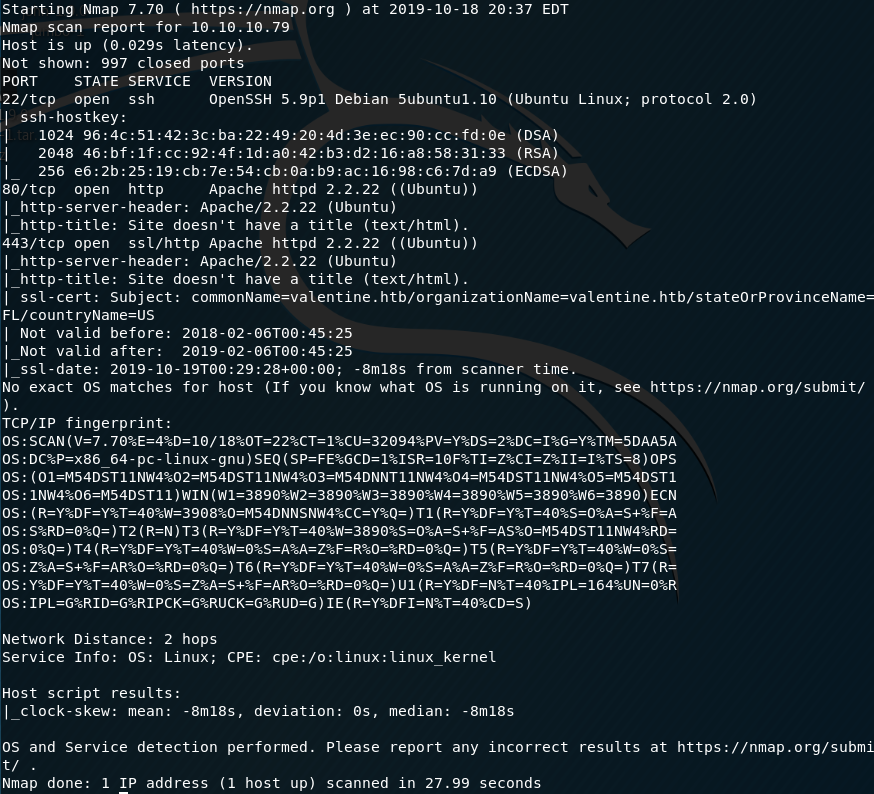 Starting Nmap 7.70 ( https://nmap.org ) at 2019-10-18 20:37 EDT
Nmap scan report for 10.10.10.79
Host is up (0.029s latency).
Not shown: 997 closed ports
PORT    STATE SERVICE  VERSION
22/tcp  open  ssh      OpenSSH 5.9p1 Debian 5ubuntu1.10 (Ubuntu Linux; protocol 2.0)
| ssh-hostkey:
|   1024 96:4c:51:42:3c:ba:22:49:20:4d:3e:ec:90:cc:fd:0e (DSA)
|   2048 46:bf:1f:cc:92:4f:1d:a0:42:b3:d2:16:a8:58:31:33 (RSA)
|_  256 e6:2b:25:19:cb:7e:54:cb:0a:b9:ac:16:98:c6:7d:a9 (ECDSA)
80/tcp  open  http     Apache httpd 2.2.22 ((Ubuntu))
|_http-server-header: Apache/2.2.22 (Ubuntu)
|_http-title: Site doesn't have a title (text/html).
443/tcp open  ssl/http Apache httpd 2.2.22 ((Ubuntu))
|_http-server-header: Apache/2.2.22 (Ubuntu)
|_http-title: Site doesn't have a title (text/html).
| ssl-cert: Subject: commonName=valentine.htb/organizationName=valentine.htb/stateOrProvinceName=
FL/countryName=US
| Not valid before: 2018-02-06T00:45:25
|_Not valid after:  2019-02-06T00:45:25
|_ssl-date: 2019-10-19T00:29:28+00:00; -8m18s from scanner time.
No exact OS matches for host (If you know what OS is running on it, see https://nmap.org/submit/
).
TCP/IP fingerprint:
OS:SCAN(V=7.70%E=4%D=10/18%OT=22%CT=1%CU=32094%PV=Y%DS=2%DC=I%G=Y%TM=5DAA5A
OS:DC%P=x86_64-pc-linux-gnu)SEQ(SP=FE%GCD=1%ISR=10F%TI=Z%CI=Z%II=I%TS=8)OPS
OS:(O1=M54DST11NW4%O2=M54DST11NW4%O3=M54DNNT11NW4%O4=M54DST11NW4%O5=M54DST1
OS:1NW4%O6=M54DST11)WIN(W1=3890%W2=3890%W3=3890%W4=3890%W5=3890%W6=3890)ECN
OS:(R=Y%DF=Y%T=40%W=3908%O=M54DNNSNW4%CC=Y%Q=)T1(R=Y%DF=Y%T=40%S=O%A=S+%F=A
OS:S%RD=0%Q=)T2(R=N)T3(R=Y%DF=Y%T=40%W=3890%S=O%A=S+%F=AS%O=M54DST11NW4%RD=
OS:0%Q=)T4(R=Y%DF=Y%T=40%W=0%S=A%A=Z%F=R%O=%RD=0%Q=)T5(R=Y%DF=Y%T=40%W=0%S=
OS:Z%A=S+%F=AR%O=%RD=0%Q=)T6(R=Y%DF=Y%T=40%W=0%S=A%A=Z%F=R%O=%RD=0%Q=)T7(R=
OS:Y%DF=Y%T=40%W=0%S=Z%A=S+%F=AR%O=%RD=0%Q=)U1(R=Y%DF=N%T=40%IPL=164%UN=0%R
OS:IPL=G%RID=G%RIPCK=G%RUCK=G%RUD=G)IE(R=Y%DFI=N%T=40%CD=S)
Network Distance: 2 hops
Service Info: OS: Linux; CPE: cpe:/o:linux:linux_kernel
Host script results:
|_clock-skew: mean: -8m18s, deviation: 0s, median: -8m18s
OS and Service detection performed. Please report any incorrect results at https://nmap.org/submi
t/ .
Nmap done: 1 IP address (1 host up) scanned in 27.99 seconds